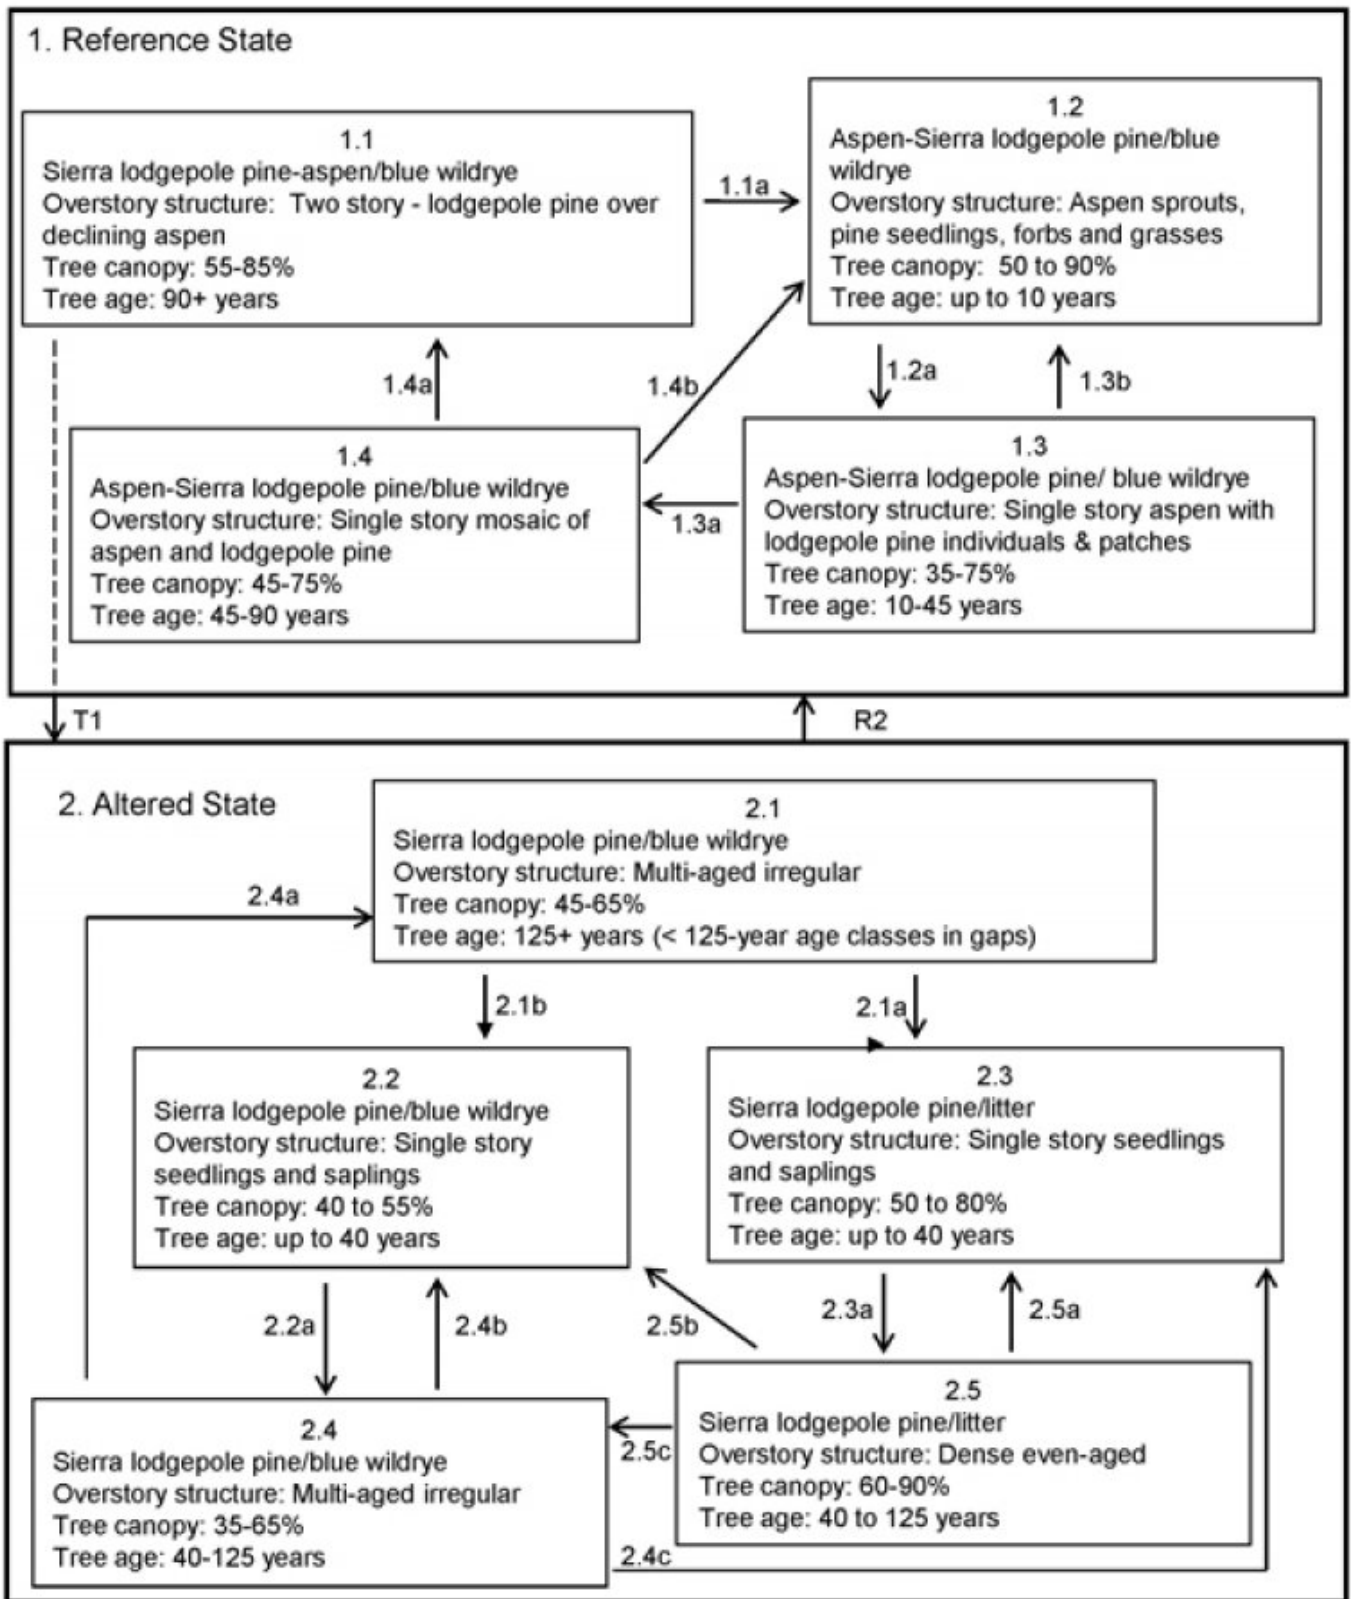 1. Reference State
1.1
Sierra lodgepole pine-aspen/blue wildrye
Overstory structure:  Two story - lodgepole pine over
declining aspen
Tree canopy: 55-85%
Tree age: 90+ years
1.1a
1.2
Aspen-Sierra lodgepole pine/blue
wildrye
Overstory structure: Aspen sprouts,
pine seedlings, forbs and grasses
Tree canopy:  50 to 90%
Tree age: up to 10 years
1.4a
1.4b
1.2a
1.3b
1.4
Aspen-Sierra lodgepole pine/blue wildrye
Overstory structure: Single story mosaic of
aspen and lodgepole pine
Tree canopy: 45-75%
Tree age: 45-90 years
1.3a
1.3
Aspen-Sierra lodgepole pine/ blue wildrye
Overstory structure: Single story aspen with
lodgepole pine individuals & patches
Tree canopy: 35-75%
Tree age: 10-45 years
T1
R2
2. Altered State
2.1
Sierra lodgepole pine/blue wildrye
Overstory structure: Multi-aged irregular
Tree canopy: 45-65%
Tree age: 125+ years (< 125-year age classes in gaps)
2.4a
2.1b
2.1a
2.2
Sierra lodgepole pine/blue wildrye
Overstory structure: Single story
seedlings and saplings
Tree canopy: 40 to 55%
Tree age: up to 40 years
2.3
Sierra lodgepole pine/litter
Overstory structure: Single story seedlings
and saplings
Tree canopy: 50 to 80%
Tree age: up to 40 years
2.2a
2.4b
2.5b
2.3a
2.5a
2.4
Sierra lodgepole pine/blue wildrye
Overstory structure: Multi-aged irregular
Tree canopy: 35-65%
Tree age: 40-125 years
2.5c
2.5
Sierra lodgepole pine/litter
Overstory structure: Dense even-aged
Tree canopy: 60-90%
Tree age: 40 to 125 years
2.4c